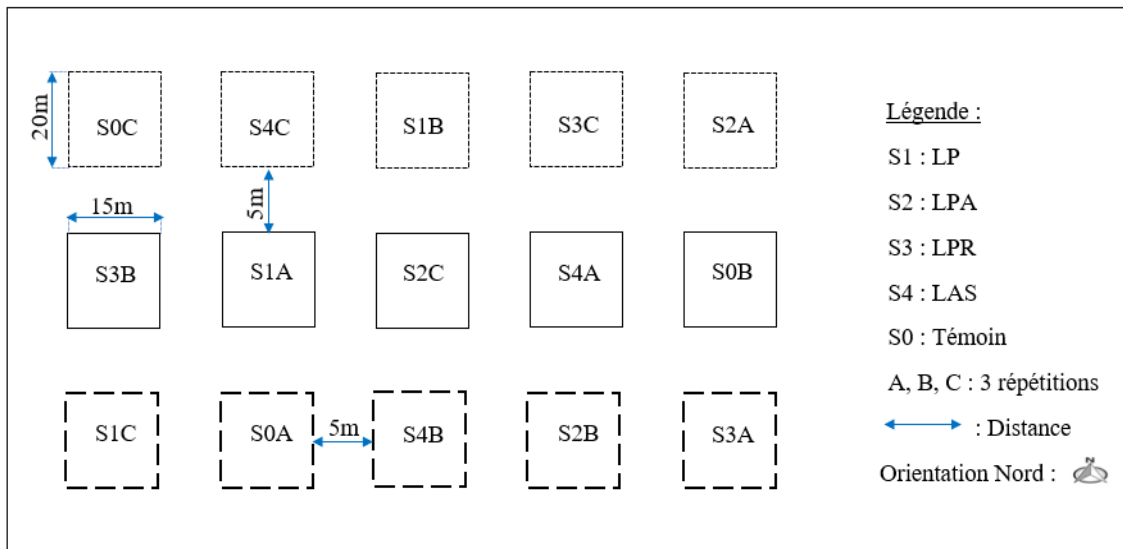 20m
S0C
S4C
S1B
S3C
S2A
15m
5m
S3B
S1A
S2C
S4A
S0B
S1C
S0A
5m
S4B
S2B
S3A
Légende :
S1 : LP
S2 : LPA
S3 : LPR
S4 : LAS
S0 : Témoin
A, B, C : 3 répétitions
: Distance
Orientation Nord :
N